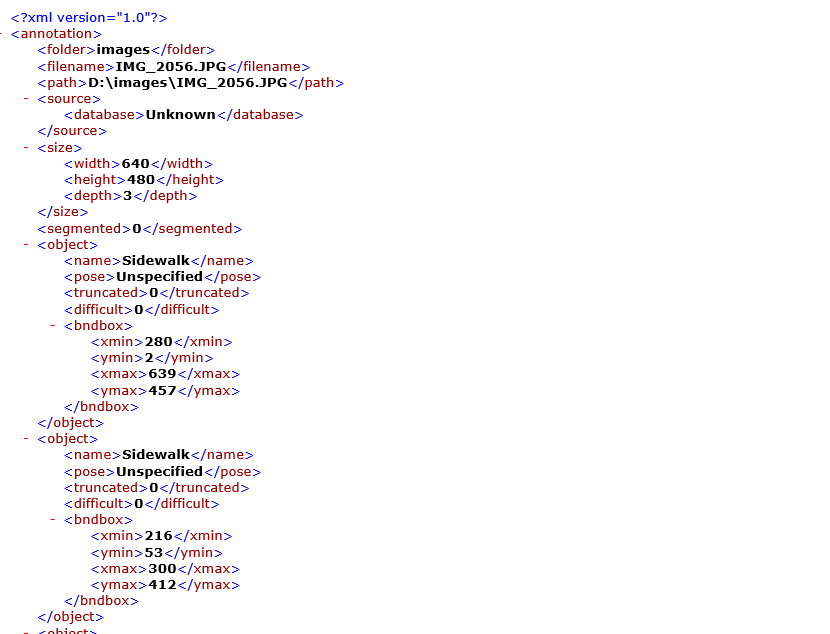 <?xml version="1.0"?>
- <annotation>
<folder>images</folder>
<filename>IMG_2056.JPG</filename>
<path>D:\images\IMG_2056.JPG</path>
- <source>
<database>Unknown</database>
</source>
- <size>
<width>640</width>
<height>480</height>
<depth>3</depth>
</size>
<segmented>0</segmented>
- <object>
<name>Sidewalk</name>
<pose>Unspecified</pose>
<truncated>0</truncated>
<difficult>0</difficult>
- <bndbox>
<xmin>280</xmin>
<ymin>2</ymin>
<xmax>639</xmax>
<ymax>457</ymax>
</bndbox>
</object>
- <object>
<name>Sidewalk</name>
<pose>Unspecified</pose>
<truncated>0</truncated>
<difficult>0</difficult>
- <bndbox>
<xmin>216</xmin>
<ymin>53</ymin>
<xmax>300</xmax>
<ymax>412</ymax>
</bndbox>
</object>
- <object>